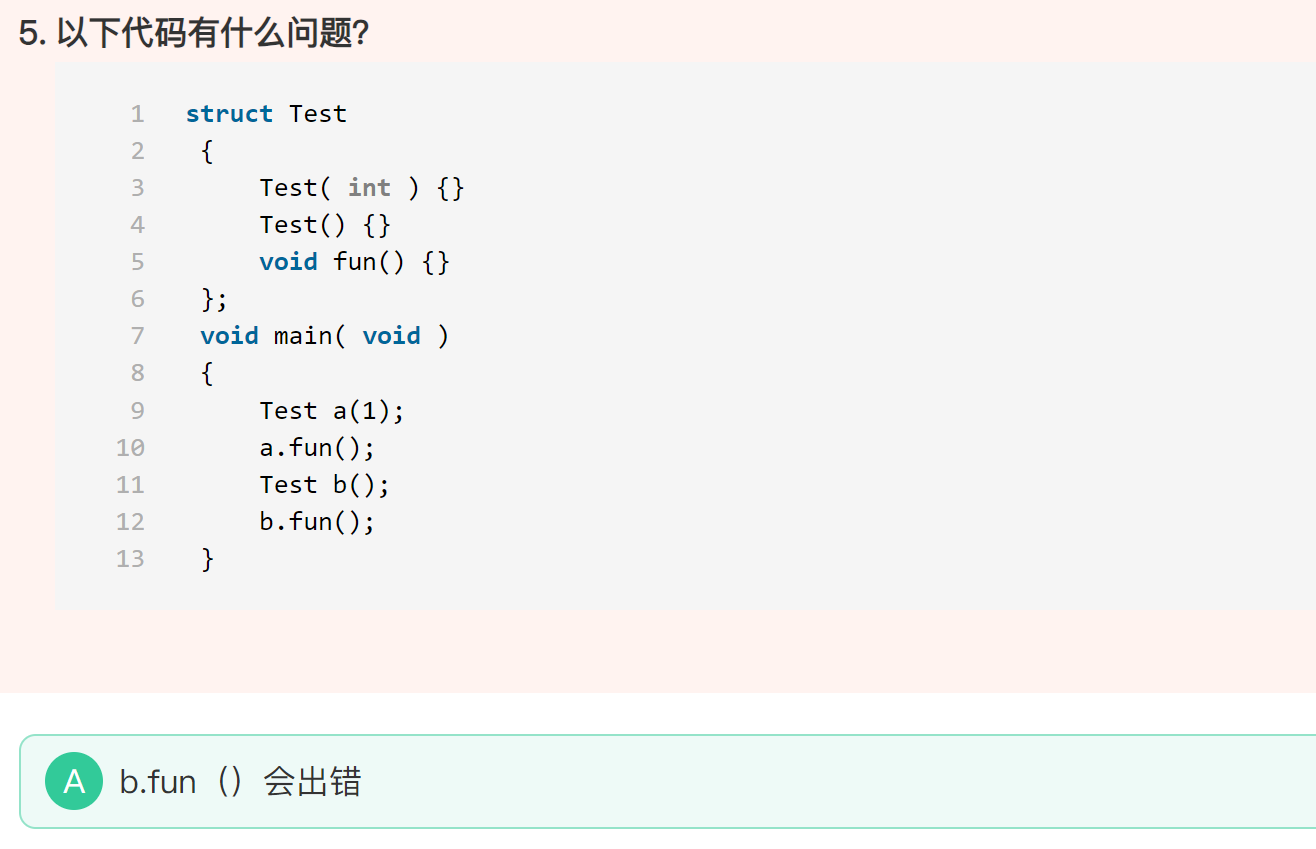 5. 以下代码有什么问题?
1 struct Test
2 {
3 Test( int ) {}
4 Test() {}
5 void fun() {}
6 };
7 void main( void )
8 {
9 Test a(1);
10 a.fun();
11 Test b();
12 b.fun();
13 }
A b.fun（）会出错